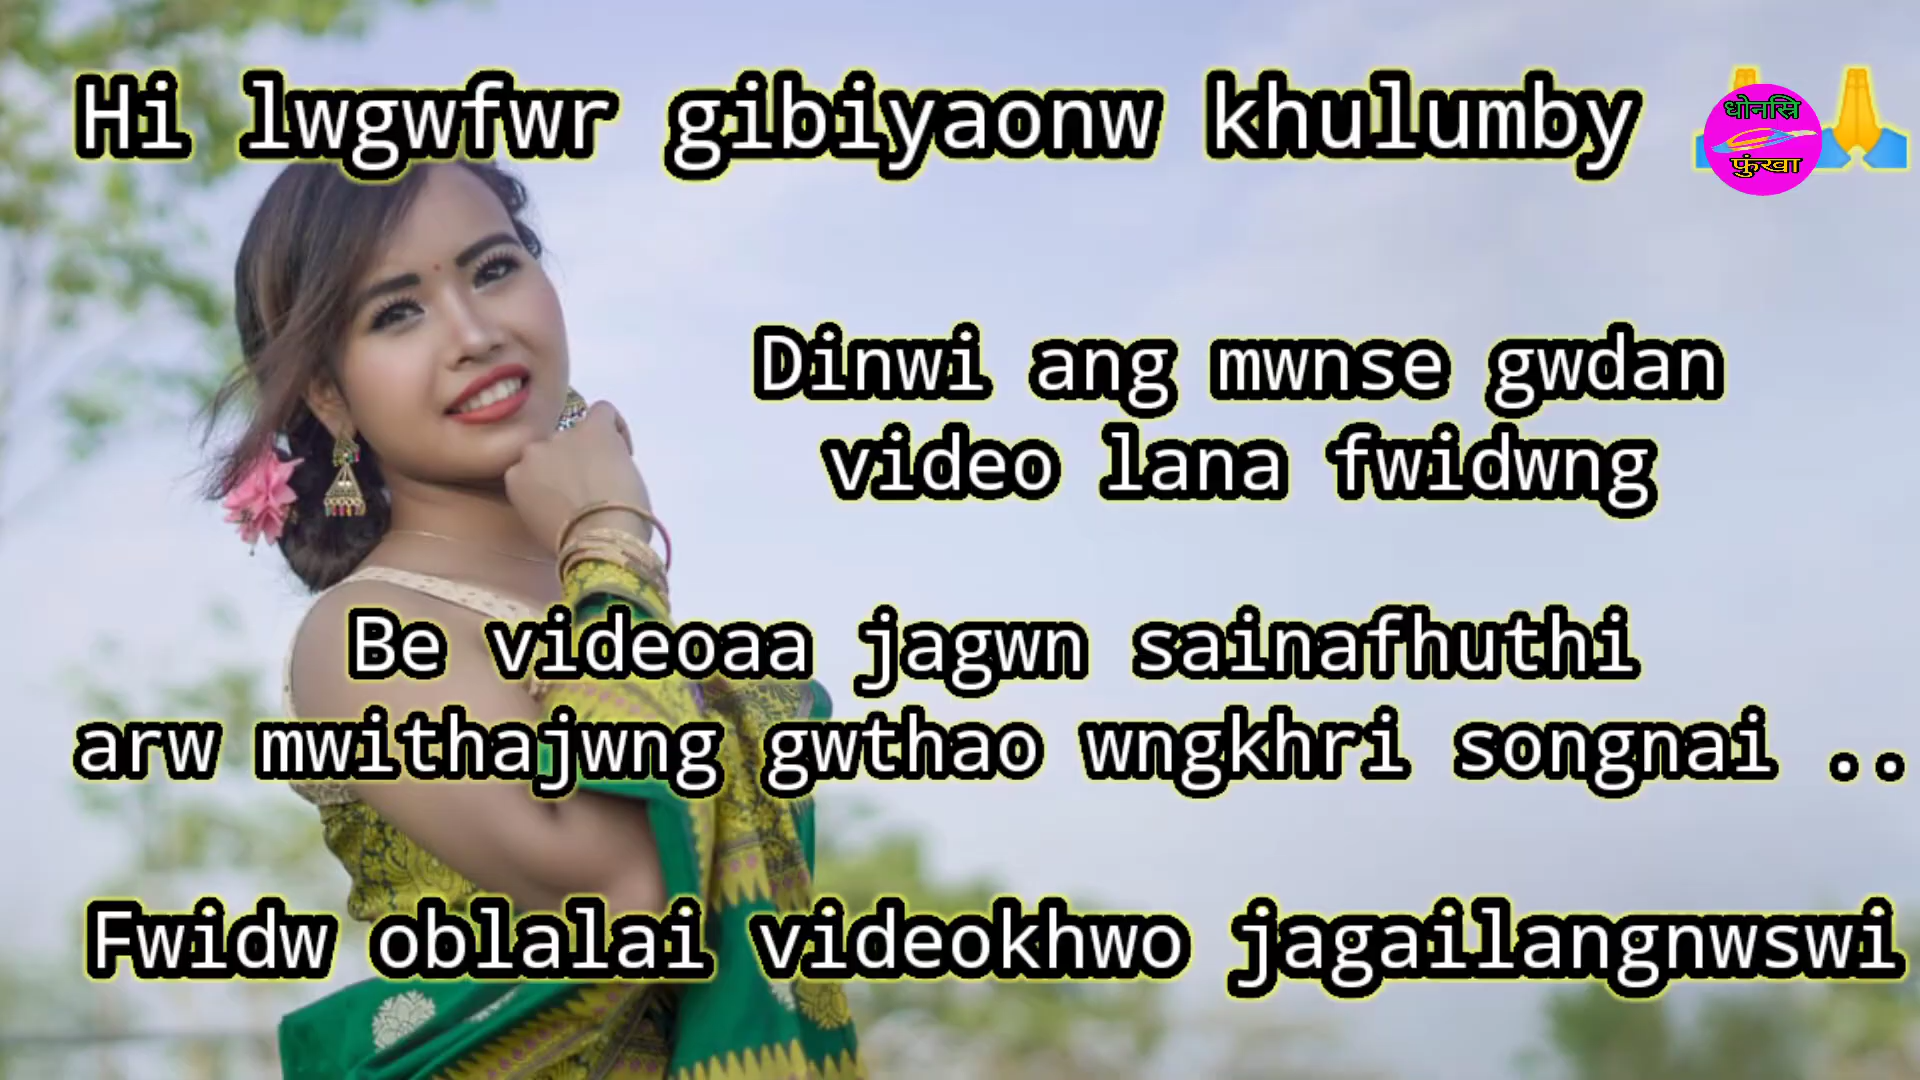 Hi lwgwfwr gibiyaonw khulumby 🙏🙏
धोनस्रि
फुंखा
Dinwi ang mwnse gwdan
video lana fwidwng
Be videoaa jagwn sainafhuthi
arw mwithajwng gwthao wngkhri songnai ..
Fwidw oblalai videokhwo jagailangnwswi